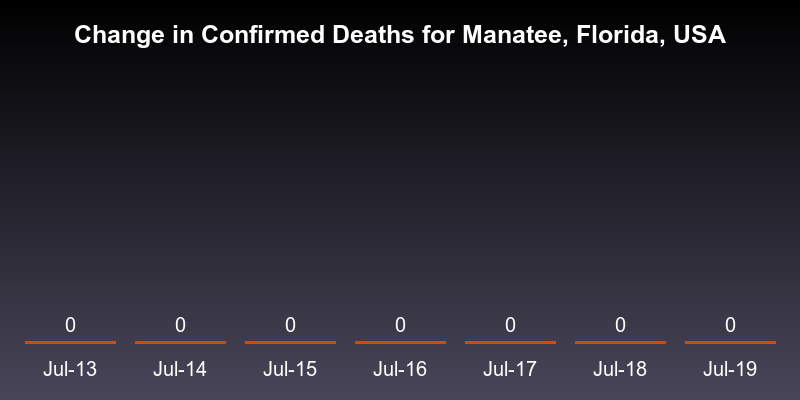 Change in Confirmed Deaths for Manatee, Florida, USA
0 0 0 0 0 0 0
Jul-13 Jul-14 Jul-15 Jul-16 Jul-17 Jul-18 Jul-19